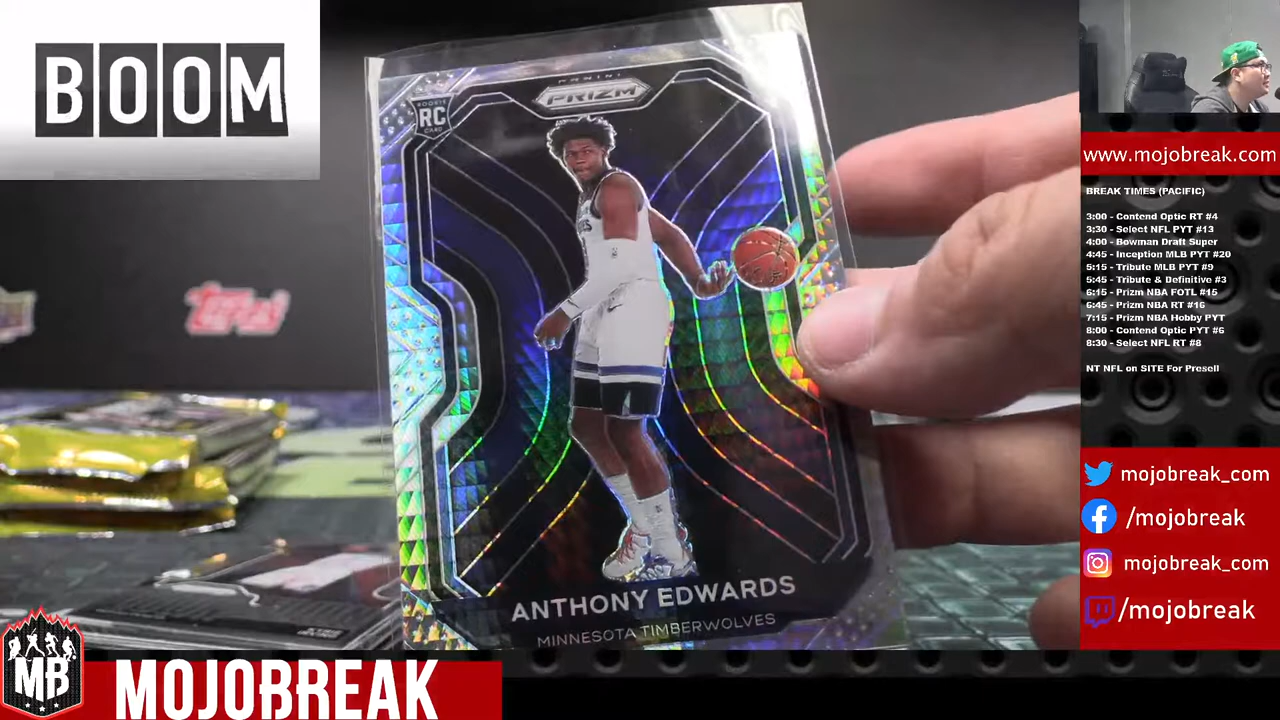 BOOM
PANINI
PRIZM
ROOKIE
RC
CARD
ANTHONY EDWARDS
MINNESOTA TIMBERWOLVES
Topps
MB
MOJOBREAK
www.mojobreak.com
BREAK TIMES (PACIFIC)
3:00 - Contend Optic RT #4
3:30 - Select NFL PYT #13
4:00 - Bowman Draft Super
4:45 - Inception MLB PYT #20
5:15 - Tribute MLB PYT #9
5:45 - Tribute & Definitive #3
6:15 - Prizm NBA FOTL #15
6:45 - Prizm NBA RT #16
7:15 - Prizm NBA Hobby PYT
8:00 - Contend Optic PYT #6
8:30 - Select NFL RT #8
NT NFL on SITE For Presell
mojobreak_com
/mojobreak
mojobreak_com
/mojobreak